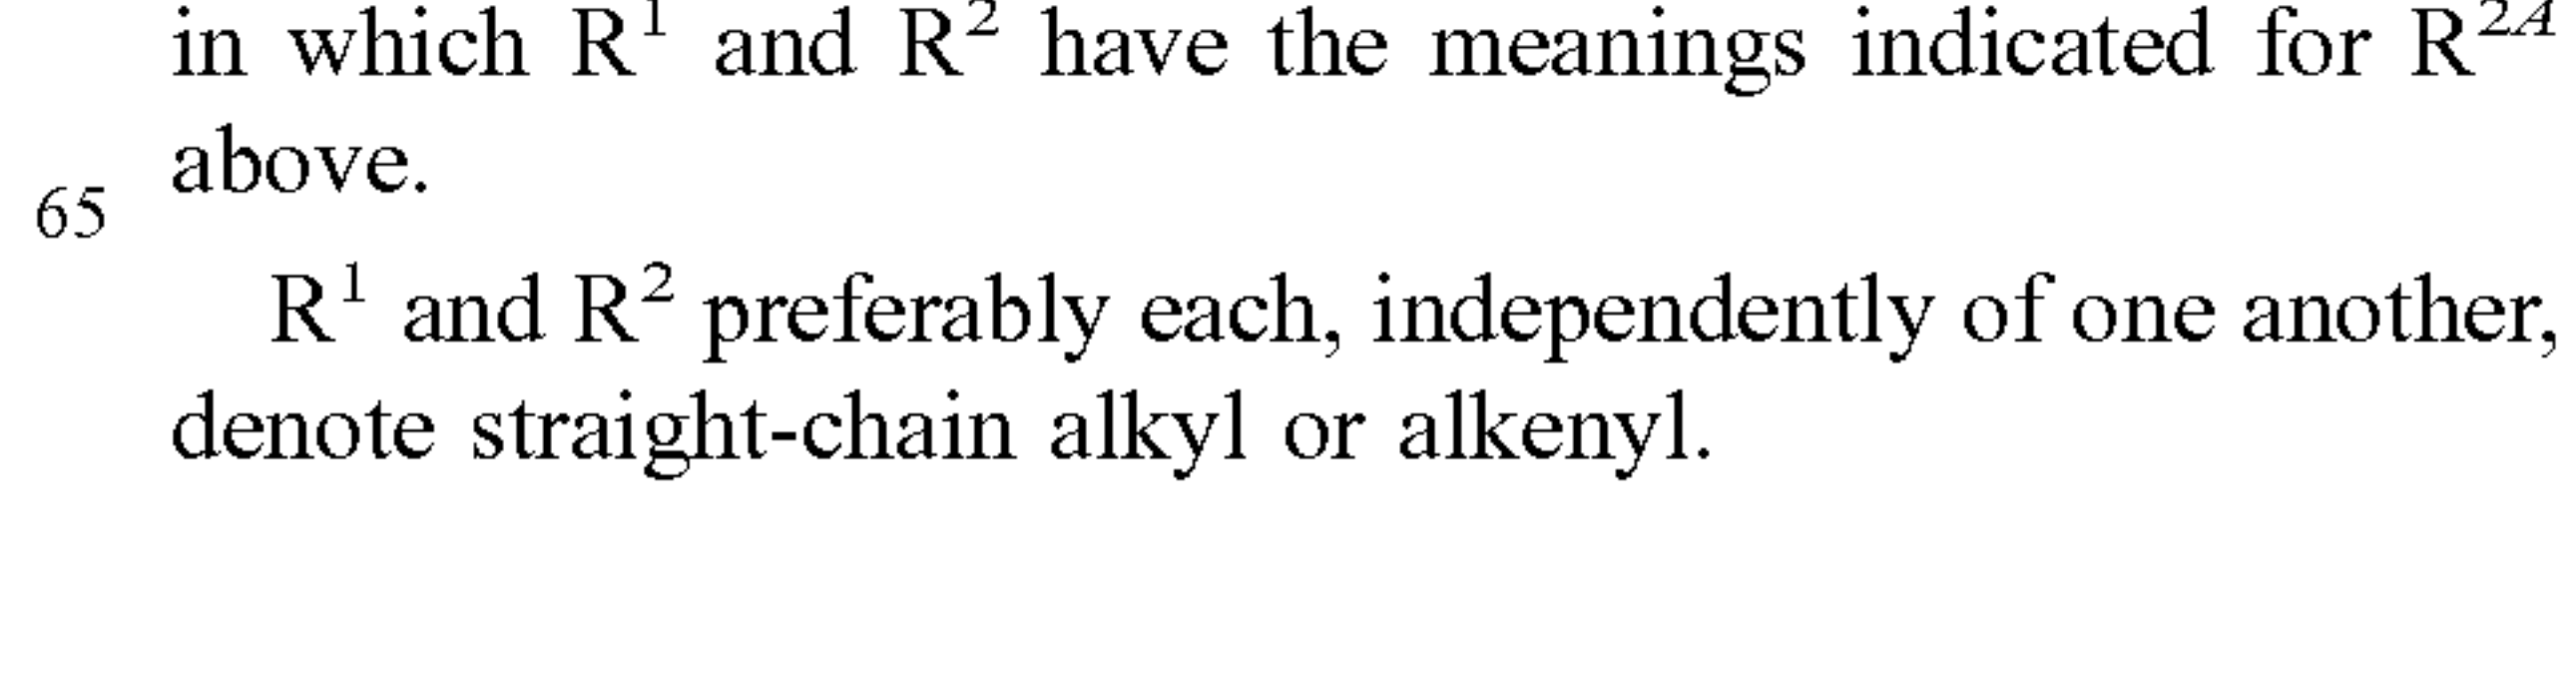 in which R¹ and R² have the meanings indicated for R²ᴬ
above.
65
R¹ and R² preferably each, independently of one another,
denote straight-chain alkyl or alkenyl.